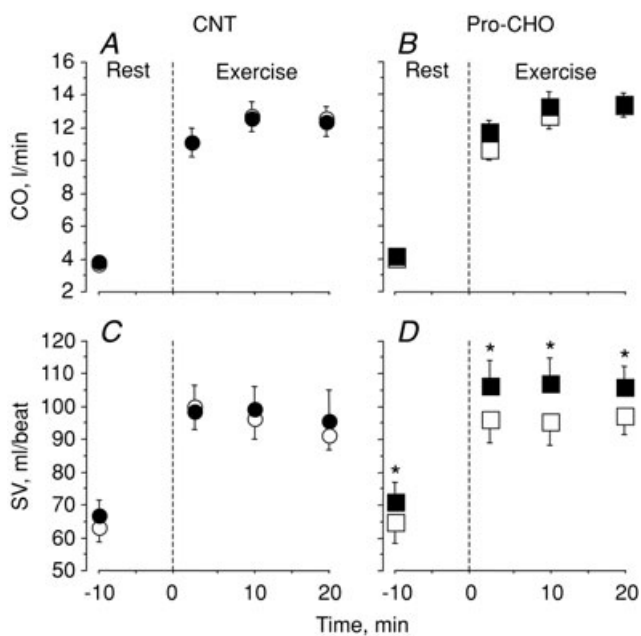 CNT Pro-CHO
A B
Rest Exercise Rest Exercise
CO, l/min
16
14
12
10
8
6
4
2
C D
SV, ml/beat
120
110
100
90
80
70
60
50
* * * *
-10 0 10 20 -10 0 10 20
Time, min